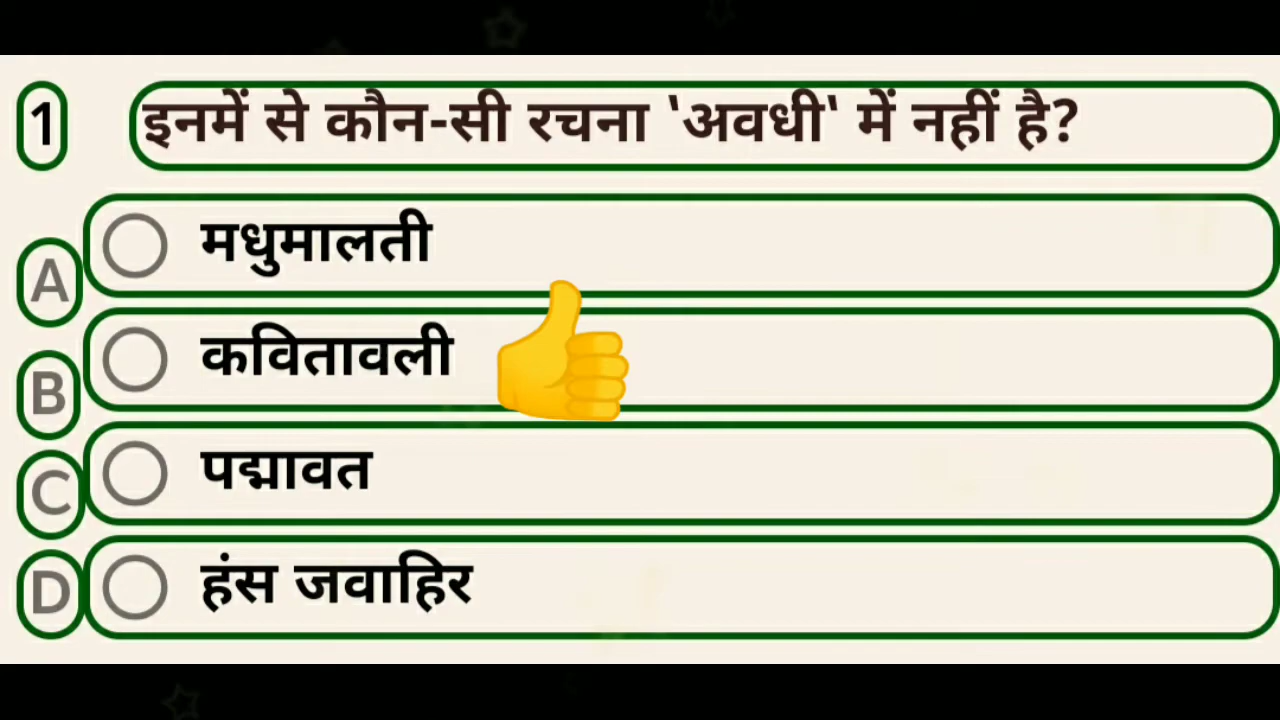 1 इनमें से कौन-सी रचना 'अवधी' में नहीं है?
A मधुमालती
B कवितावली
C पद्मावत
D हंस जवाहिर